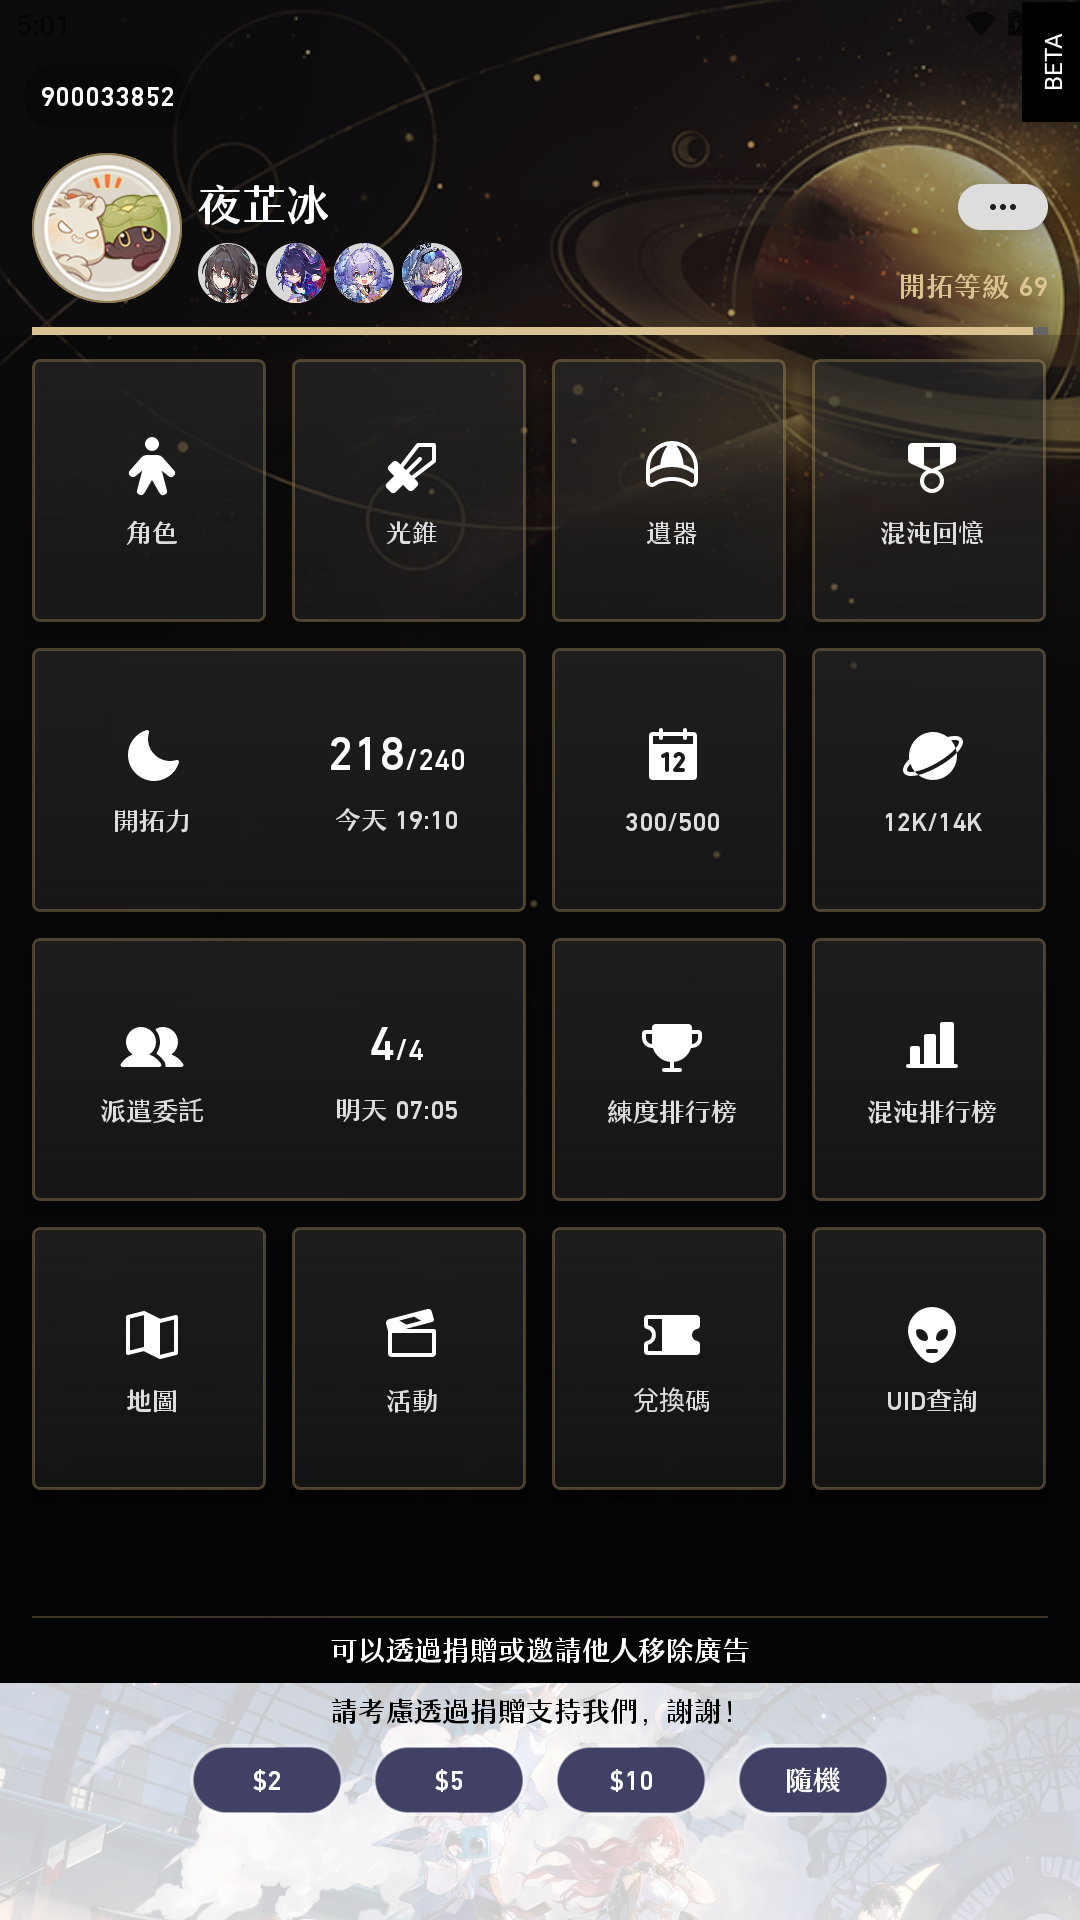 5:01
BETA
900033852
夜芷冰
開拓等級 69
角色
光錐
遺器
混沌回憶
218/240
開拓力
今天 19:10
12
300/500
12K/14K
4/4
派遣委託
明天 07:05
練度排行榜
混沌排行榜
地圖
活動
兌換碼
UID查詢
可以透過捐贈或邀請他人移除廣告
請考慮透過捐贈支持我們，謝謝！
$2
$5
$10
隨機